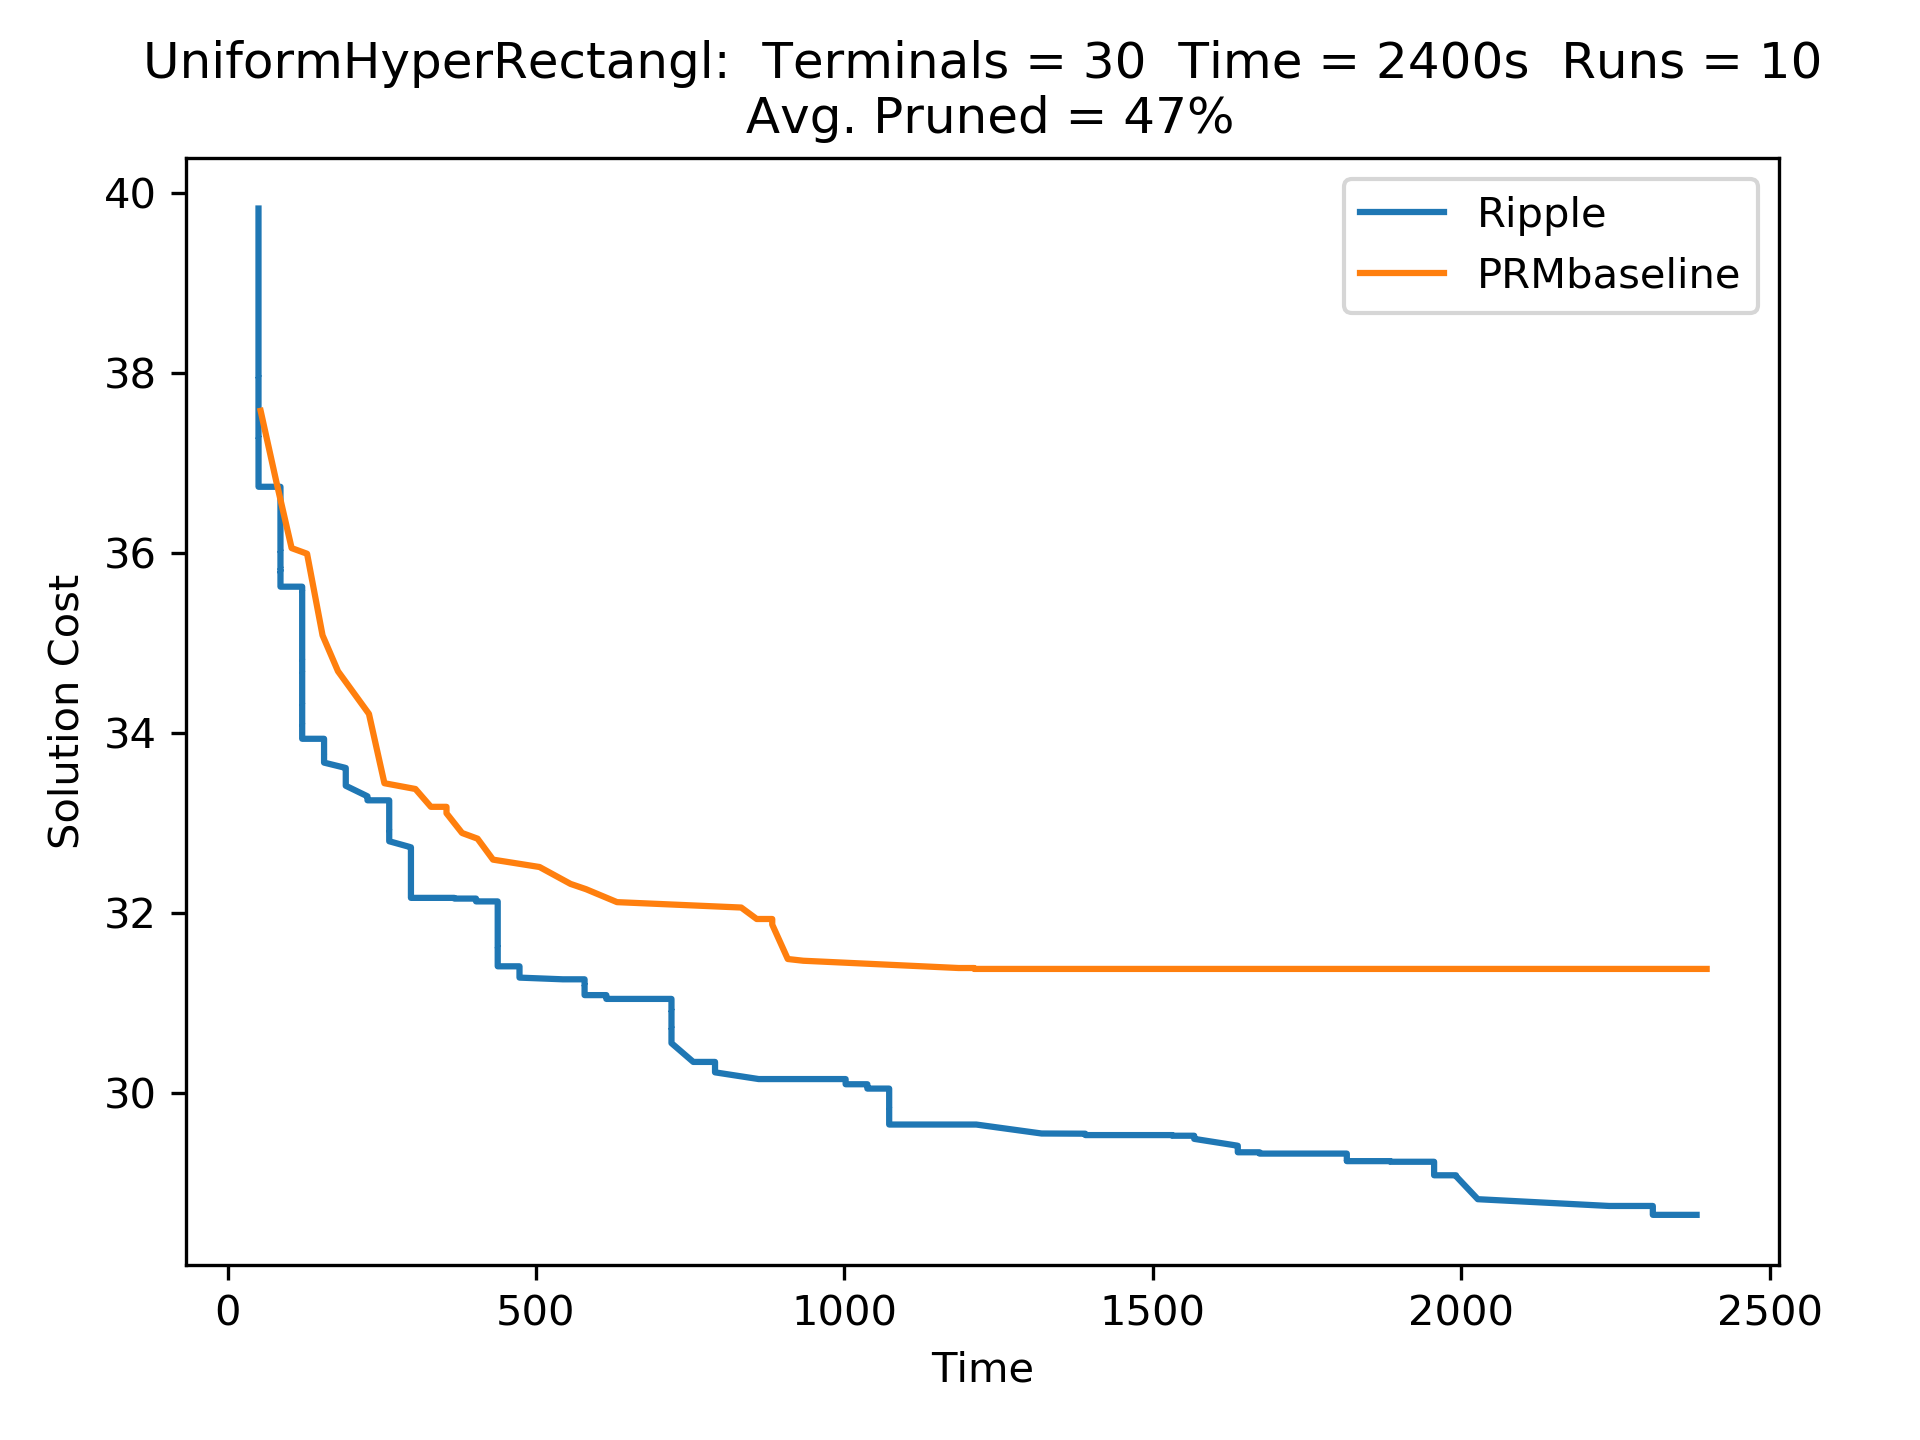 UniformHyperRectangl:  Terminals = 30  Time = 2400s  Runs = 10
Avg. Pruned = 47%
Ripple
PRMbaseline
Solution Cost
40
38
36
34
32
30
0 500 1000 1500 2000 2500
Time